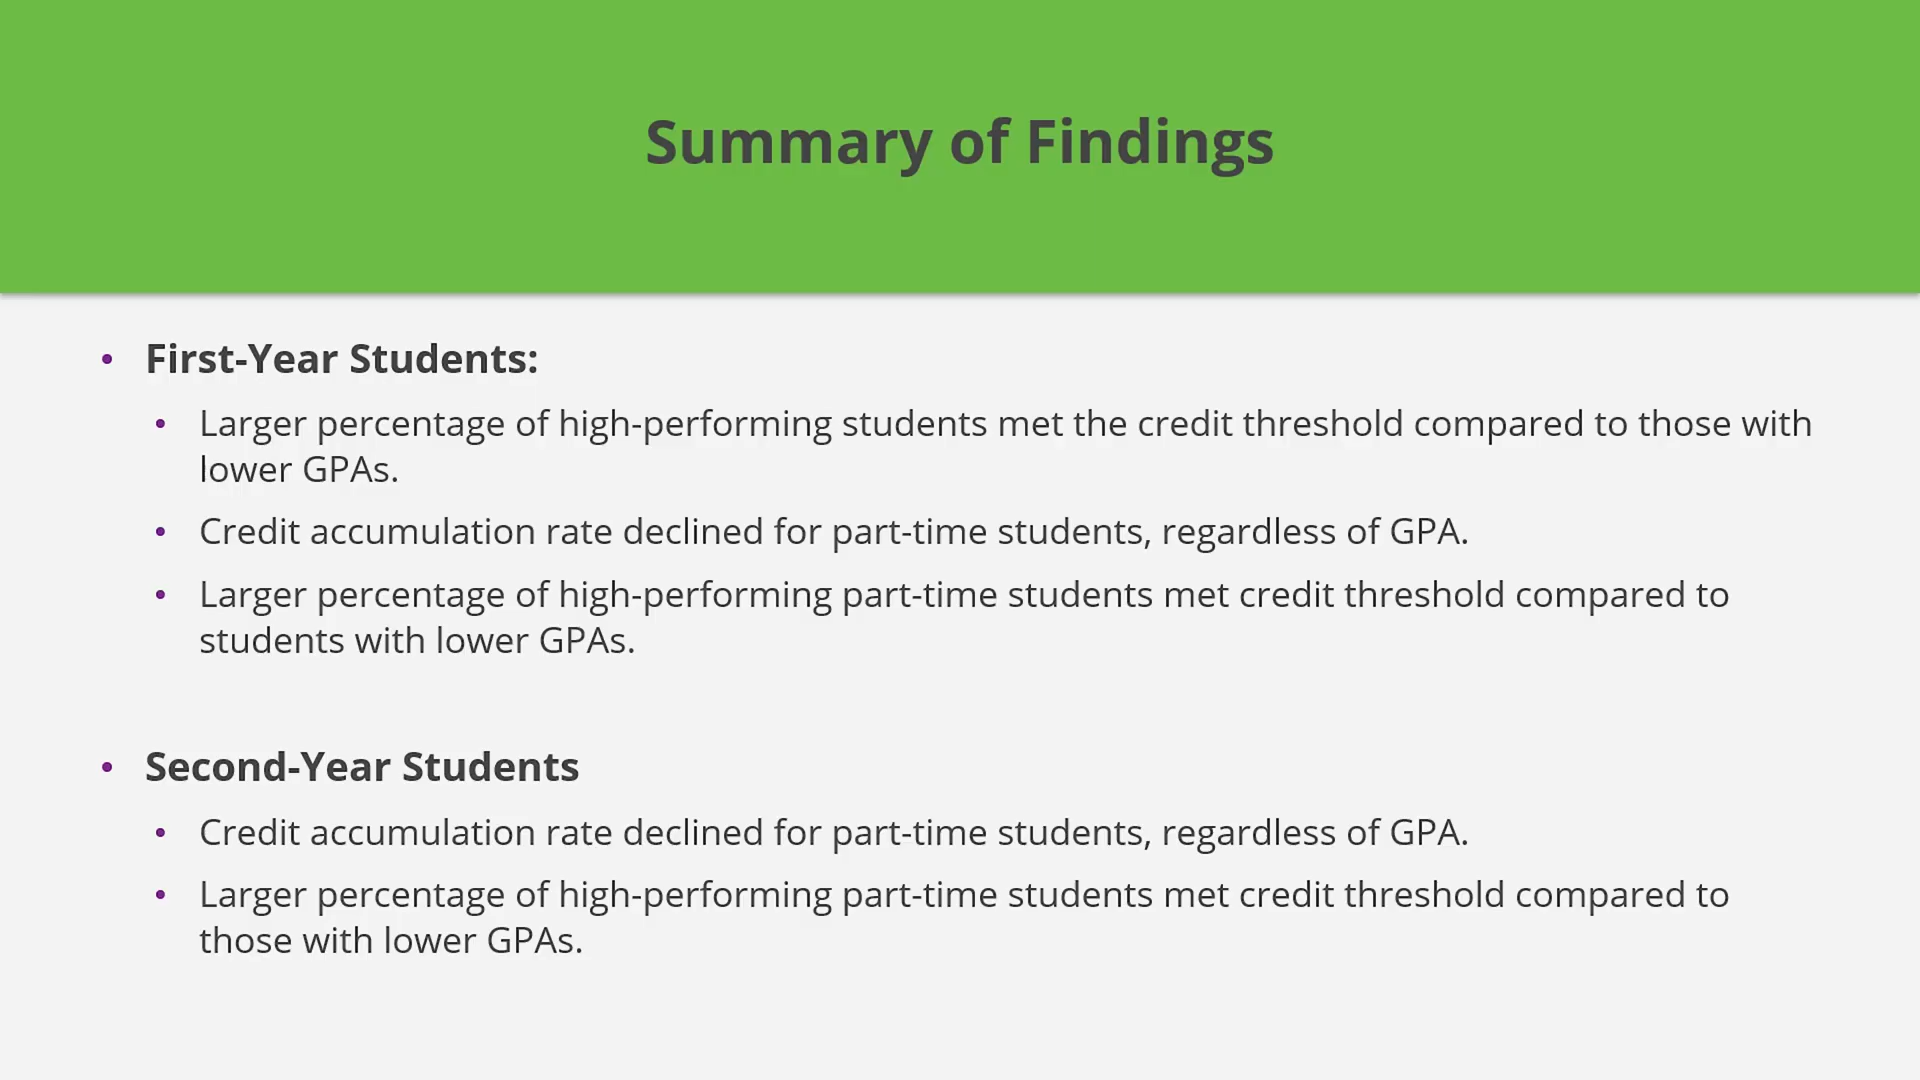 Summary of Findings
• First-Year Students:
• Larger percentage of high-performing students met the credit threshold compared to those with
lower GPAs.
• Credit accumulation rate declined for part-time students, regardless of GPA.
• Larger percentage of high-performing part-time students met credit threshold compared to
students with lower GPAs.
• Second-Year Students
• Credit accumulation rate declined for part-time students, regardless of GPA.
• Larger percentage of high-performing part-time students met credit threshold compared to
those with lower GPAs.